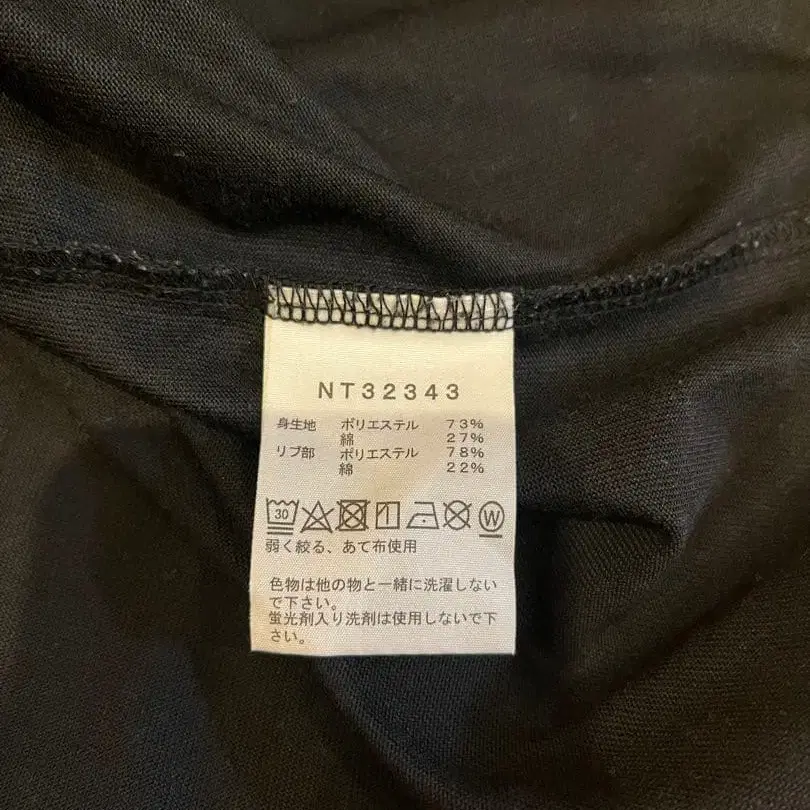 NT32343
身生地 ポリエステル 73%
綿 27%
リブ部 ポリエステル 78%
綿 22%
30 W
弱く絞る、あて布使用
色物は他の物と一緒に洗濯しない
で下さい。
蛍光剤入り洗剤は使用しないで下
さい。